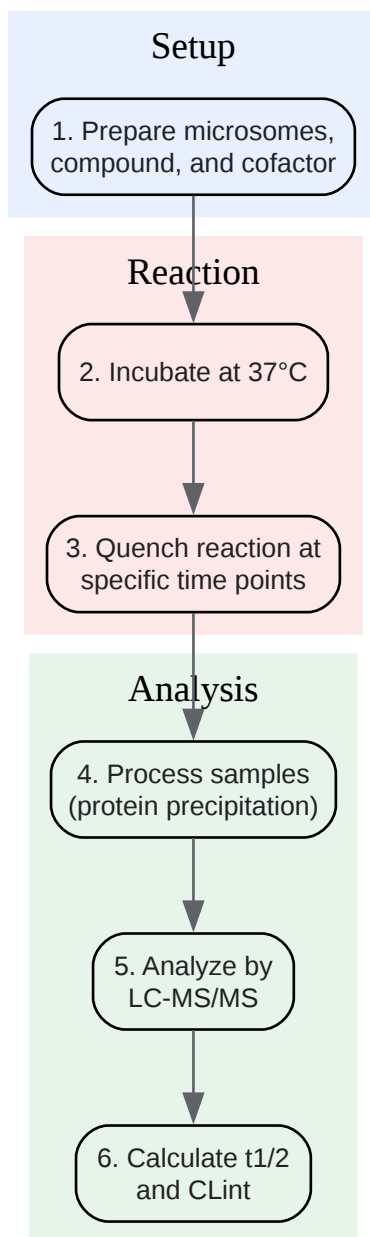 Setup
1. Prepare microsomes,
compound, and cofactor
Reaction
2. Incubate at 37°C
3. Quench reaction at
specific time points
Analysis
4. Process samples
(protein precipitation)
5. Analyze by
LC-MS/MS
6. Calculate t1/2
and CLint